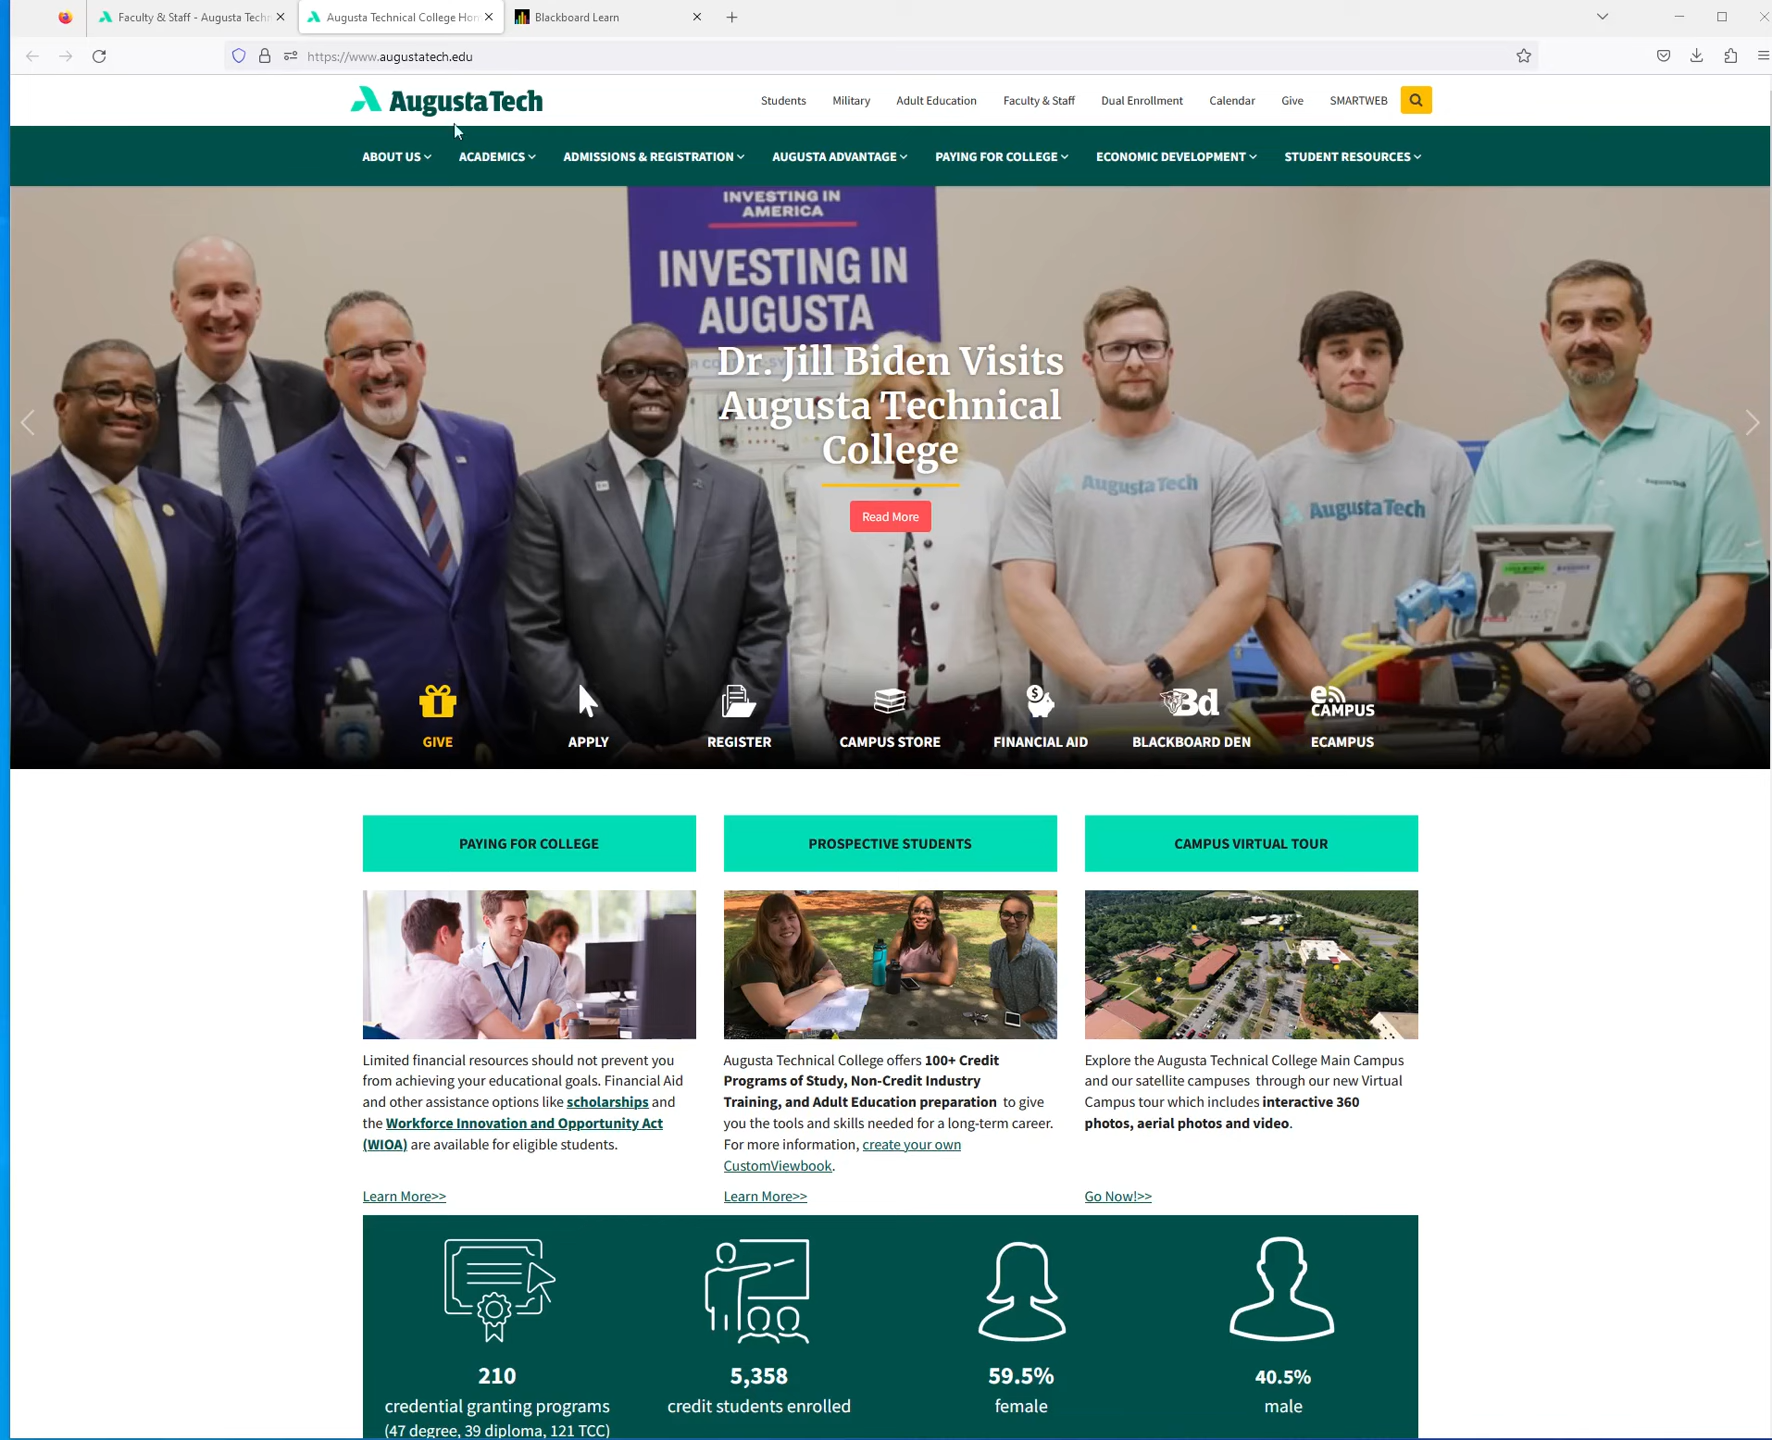 Faculty & Staff - Augusta Techn
Augusta Technical College Hom
Blackboard Learn
https://www.augustatech.edu
AugustaTech
Students
Military
Adult Education
Faculty & Staff
Dual Enrollment
Calendar
Give
SMARTWEB
ABOUT US
ACADEMICS
ADMISSIONS & REGISTRATION
AUGUSTA ADVANTAGE
PAYING FOR COLLEGE
ECONOMIC DEVELOPMENT
STUDENT RESOURCES
INVESTING IN
AMERICA
INVESTING IN
AUGUSTA
Dr. Jill Biden Visits
Augusta Technical
College
Read More
AugustaTech
AugustaTech
AugustaTech
GIVE
APPLY
REGISTER
CAMPUS STORE
FINANCIAL AID
Bd
BLACKBOARD DEN
e
CAMPUS
ECAMPUS
PAYING FOR COLLEGE
Limited financial resources should not prevent you
from achieving your educational goals. Financial Aid
and other assistance options like scholarships and
the Workforce Innovation and Opportunity Act
(WIOA) are available for eligible students.
Learn More>>
PROSPECTIVE STUDENTS
Augusta Technical College offers 100+ Credit
Programs of Study, Non-Credit Industry
Training, and Adult Education preparation to give
you the tools and skills needed for a long-term career.
For more information, create your own
CustomViewbook.
Learn More>>
CAMPUS VIRTUAL TOUR
Explore the Augusta Technical College Main Campus
and our satellite campuses through our new Virtual
Campus tour which includes interactive 360
photos, aerial photos and video.
Go Now!>>
210
credential granting programs
(47 degree, 39 diploma, 121 TCC)
5,358
credit students enrolled
59.5%
female
40.5%
male